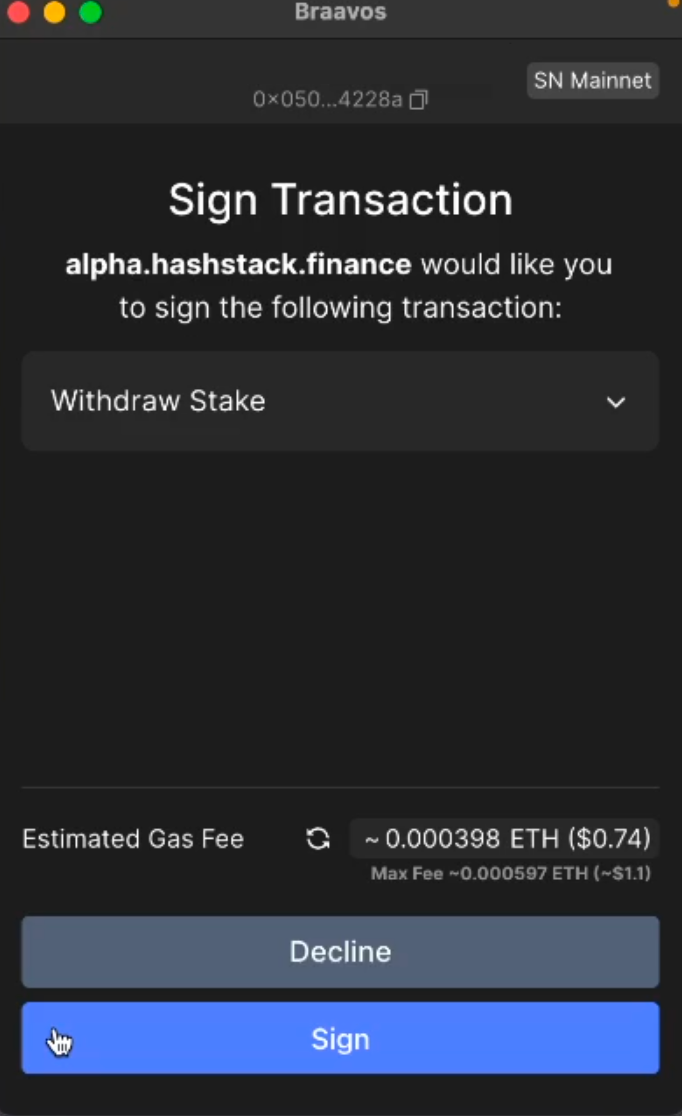 Braavos
SN Mainnet
0×050...4228a
Sign Transaction
alpha.hashstack.finance would like you
to sign the following transaction:
Withdraw Stake
Estimated Gas Fee
~ 0.000398 ETH ($0.74)
Max Fee ~0.000597 ETH (~$1.1)
Decline
Sign